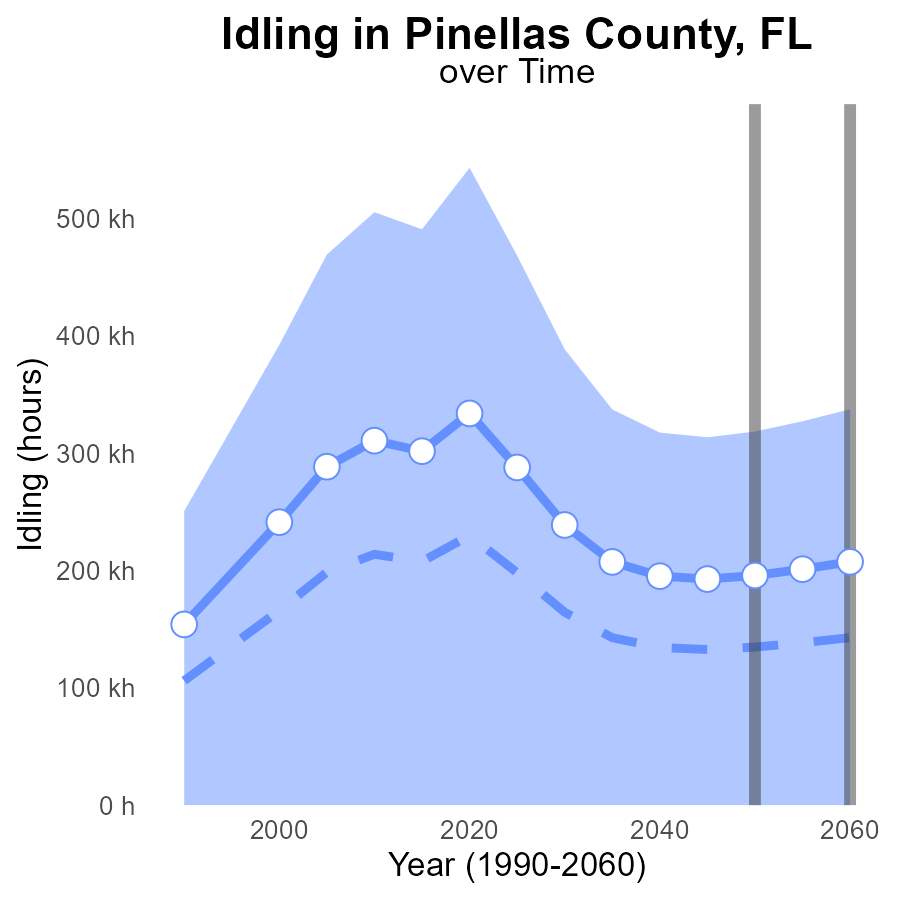 Idling in Pinellas County, FL
over Time
Idling (hours)
500 kh
400 kh
300 kh
200 kh
100 kh
0 h
2000 2020 2040 2060
Year (1990-2060)